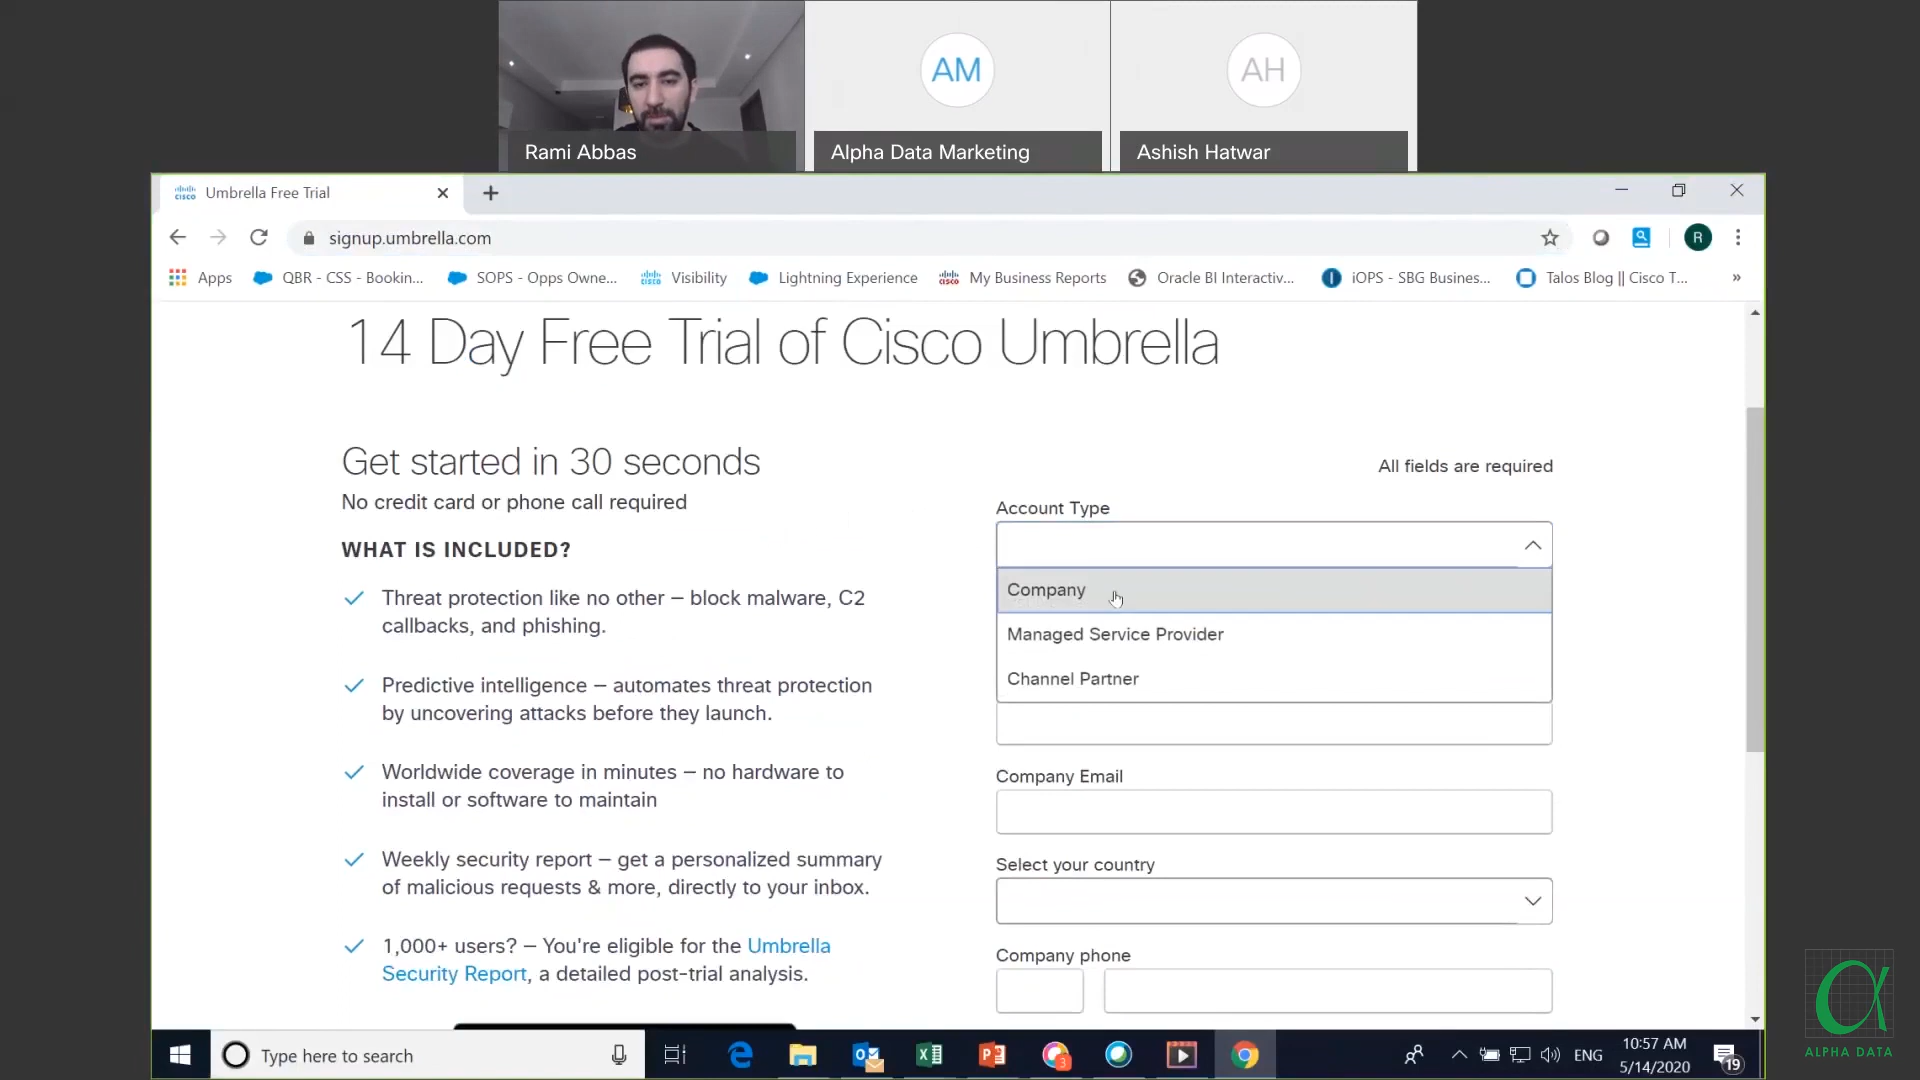 AM
AH
Rami Abbas
Alpha Data Marketing
Ashish Hatwar
cisco
Umbrella Free Trial
signup.umbrella.com
R
Apps
QBR - CSS - Bookin...
SOPS - Opps Owne...
cisco
Visibility
Lightning Experience
cisco
My Business Reports
Oracle BI Interactiv...
I
iOPS - SBG Busines...
Talos Blog || Cisco T...
»
14 Day Free Trial of Cisco Umbrella
Get started in 30 seconds
No credit card or phone call required
WHAT IS INCLUDED?
Threat protection like no other – block malware, C2
callbacks, and phishing.
Predictive intelligence – automates threat protection
by uncovering attacks before they launch.
Worldwide coverage in minutes – no hardware to
install or software to maintain
Weekly security report – get a personalized summary
of malicious requests & more, directly to your inbox.
1,000+ users? – You're eligible for the Umbrella
Security Report, a detailed post-trial analysis.
All fields are required
Account Type
Company
Managed Service Provider
Channel Partner
Company Email
Select your country
Company phone
Type here to search
3
ENG
10:57 AM
5/14/2020
19
ALPHA DATA